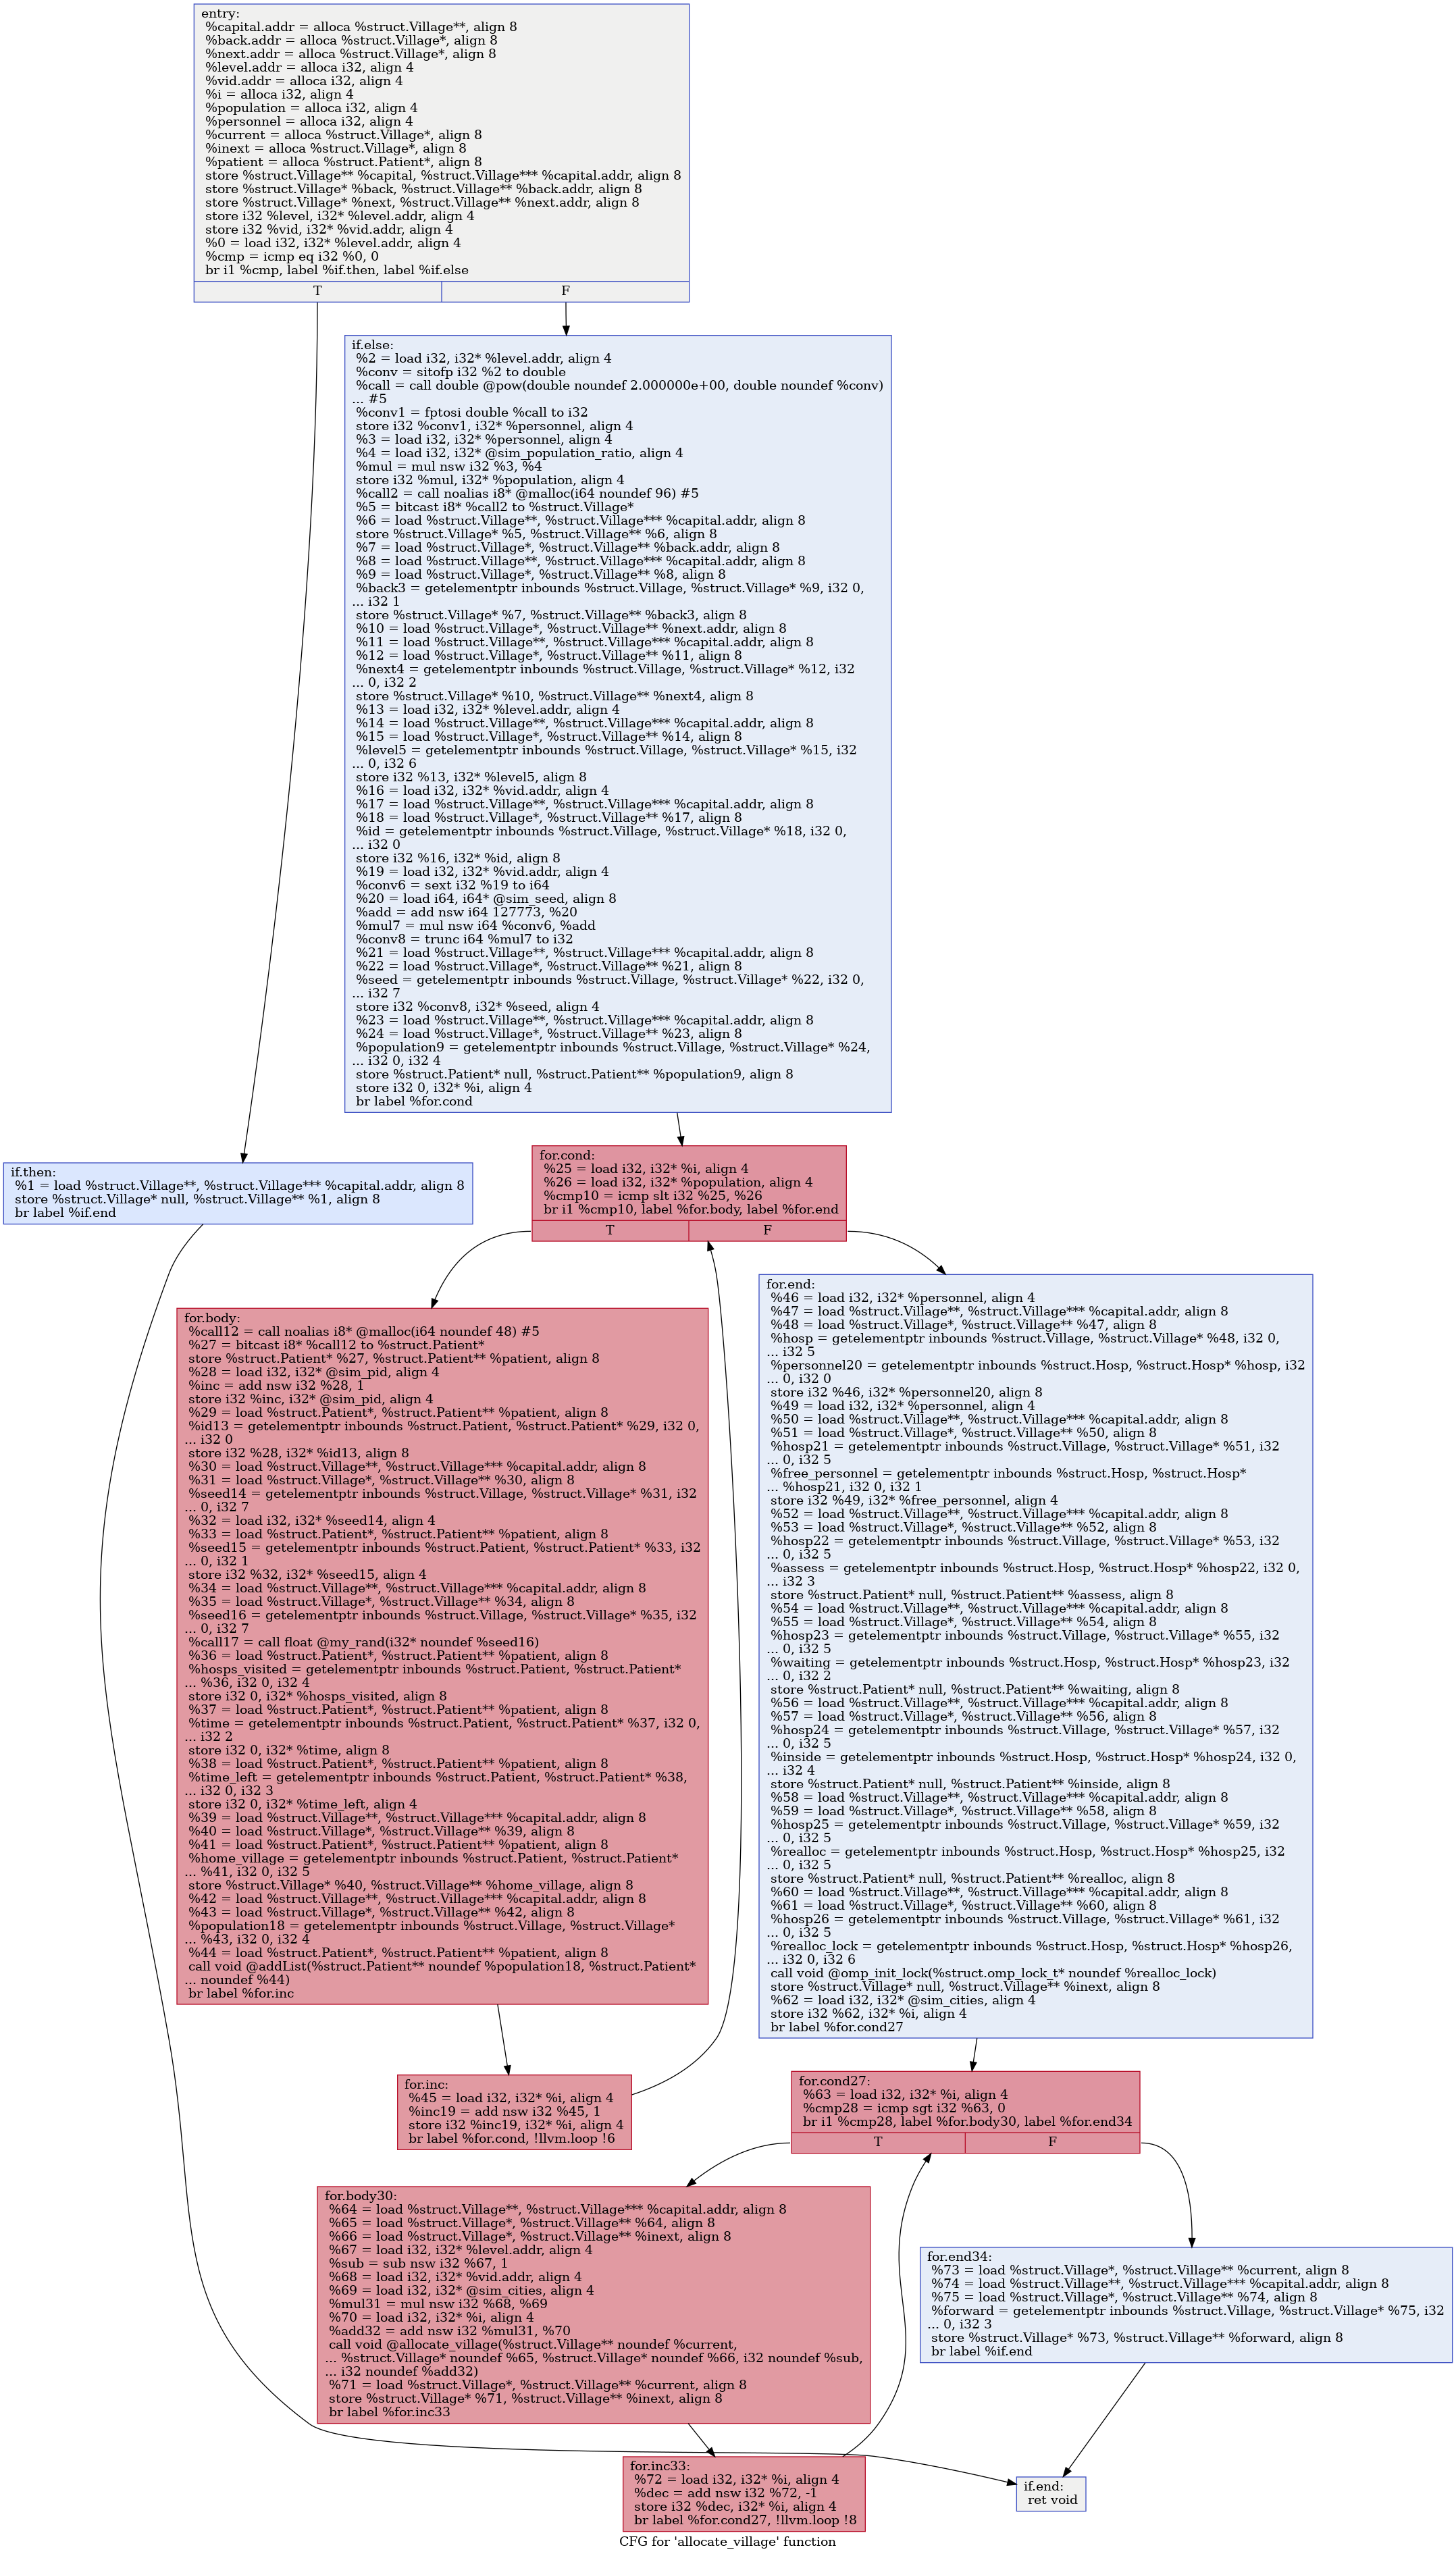 entry:
%capital.addr = alloca %struct.Village**, align 8
%back.addr = alloca %struct.Village*, align 8
%next.addr = alloca %struct.Village*, align 8
%level.addr = alloca i32, align 4
%vid.addr = alloca i32, align 4
%i = alloca i32, align 4
%population = alloca i32, align 4
%personnel = alloca i32, align 4
%current = alloca %struct.Village*, align 8
%inext = alloca %struct.Village*, align 8
%patient = alloca %struct.Patient*, align 8
store %struct.Village** %capital, %struct.Village*** %capital.addr, align 8
store %struct.Village* %back, %struct.Village** %back.addr, align 8
store %struct.Village* %next, %struct.Village** %next.addr, align 8
store i32 %level, i32* %level.addr, align 4
store i32 %vid, i32* %vid.addr, align 4
%0 = load i32, i32* %level.addr, align 4
%cmp = icmp eq i32 %0, 0
br i1 %cmp, label %if.then, label %if.else
T
F
if.else:
%2 = load i32, i32* %level.addr, align 4
%conv = sitofp i32 %2 to double
%call = call double @pow(double noundef 2.000000e+00, double noundef %conv)
... #5
%conv1 = fptosi double %call to i32
store i32 %conv1, i32* %personnel, align 4
%3 = load i32, i32* %personnel, align 4
%4 = load i32, i32* @sim_population_ratio, align 4
%mul = mul nsw i32 %3, %4
store i32 %mul, i32* %population, align 4
%call2 = call noalias i8* @malloc(i64 noundef 96) #5
%5 = bitcast i8* %call2 to %struct.Village*
%6 = load %struct.Village**, %struct.Village*** %capital.addr, align 8
store %struct.Village* %5, %struct.Village** %6, align 8
%7 = load %struct.Village*, %struct.Village** %back.addr, align 8
%8 = load %struct.Village**, %struct.Village*** %capital.addr, align 8
%9 = load %struct.Village*, %struct.Village** %8, align 8
%back3 = getelementptr inbounds %struct.Village, %struct.Village* %9, i32 0,
... i32 1
store %struct.Village* %7, %struct.Village** %back3, align 8
%10 = load %struct.Village*, %struct.Village** %next.addr, align 8
%11 = load %struct.Village**, %struct.Village*** %capital.addr, align 8
%12 = load %struct.Village*, %struct.Village** %11, align 8
%next4 = getelementptr inbounds %struct.Village, %struct.Village* %12, i32
... 0, i32 2
store %struct.Village* %10, %struct.Village** %next4, align 8
%13 = load i32, i32* %level.addr, align 4
%14 = load %struct.Village**, %struct.Village*** %capital.addr, align 8
%15 = load %struct.Village*, %struct.Village** %14, align 8
%level5 = getelementptr inbounds %struct.Village, %struct.Village* %15, i32
... 0, i32 6
store i32 %13, i32* %level5, align 8
%16 = load i32, i32* %vid.addr, align 4
%17 = load %struct.Village**, %struct.Village*** %capital.addr, align 8
%18 = load %struct.Village*, %struct.Village** %17, align 8
%id = getelementptr inbounds %struct.Village, %struct.Village* %18, i32 0,
... i32 0
store i32 %16, i32* %id, align 8
%19 = load i32, i32* %vid.addr, align 4
%conv6 = sext i32 %19 to i64
%20 = load i64, i64* @sim_seed, align 8
%add = add nsw i64 127773, %20
%mul7 = mul nsw i64 %conv6, %add
%conv8 = trunc i64 %mul7 to i32
%21 = load %struct.Village**, %struct.Village*** %capital.addr, align 8
%22 = load %struct.Village*, %struct.Village** %21, align 8
%seed = getelementptr inbounds %struct.Village, %struct.Village* %22, i32 0,
... i32 7
store i32 %conv8, i32* %seed, align 4
%23 = load %struct.Village**, %struct.Village*** %capital.addr, align 8
%24 = load %struct.Village*, %struct.Village** %23, align 8
%population9 = getelementptr inbounds %struct.Village, %struct.Village* %24,
... i32 0, i32 4
store %struct.Patient* null, %struct.Patient** %population9, align 8
store i32 0, i32* %i, align 4
br label %for.cond
if.then:
%1 = load %struct.Village**, %struct.Village*** %capital.addr, align 8
store %struct.Village* null, %struct.Village** %1, align 8
br label %if.end
for.cond:
%25 = load i32, i32* %i, align 4
%26 = load i32, i32* %population, align 4
%cmp10 = icmp slt i32 %25, %26
br i1 %cmp10, label %for.body, label %for.end
T
F
for.body:
%call12 = call noalias i8* @malloc(i64 noundef 48) #5
%27 = bitcast i8* %call12 to %struct.Patient*
store %struct.Patient* %27, %struct.Patient** %patient, align 8
%28 = load i32, i32* @sim_pid, align 4
%inc = add nsw i32 %28, 1
store i32 %inc, i32* @sim_pid, align 4
%29 = load %struct.Patient*, %struct.Patient** %patient, align 8
%id13 = getelementptr inbounds %struct.Patient, %struct.Patient* %29, i32 0,
... i32 0
store i32 %28, i32* %id13, align 8
%30 = load %struct.Village**, %struct.Village*** %capital.addr, align 8
%31 = load %struct.Village*, %struct.Village** %30, align 8
%seed14 = getelementptr inbounds %struct.Village, %struct.Village* %31, i32
... 0, i32 7
%32 = load i32, i32* %seed14, align 4
%33 = load %struct.Patient*, %struct.Patient** %patient, align 8
%seed15 = getelementptr inbounds %struct.Patient, %struct.Patient* %33, i32
... 0, i32 1
store i32 %32, i32* %seed15, align 4
%34 = load %struct.Village**, %struct.Village*** %capital.addr, align 8
%35 = load %struct.Village*, %struct.Village** %34, align 8
%seed16 = getelementptr inbounds %struct.Village, %struct.Village* %35, i32
... 0, i32 7
%call17 = call float @my_rand(i32* noundef %seed16)
%36 = load %struct.Patient*, %struct.Patient** %patient, align 8
%hosps_visited = getelementptr inbounds %struct.Patient, %struct.Patient*
... %36, i32 0, i32 4
store i32 0, i32* %hosps_visited, align 8
%37 = load %struct.Patient*, %struct.Patient** %patient, align 8
%time = getelementptr inbounds %struct.Patient, %struct.Patient* %37, i32 0,
... i32 2
store i32 0, i32* %time, align 8
%38 = load %struct.Patient*, %struct.Patient** %patient, align 8
%time_left = getelementptr inbounds %struct.Patient, %struct.Patient* %38,
... i32 0, i32 3
store i32 0, i32* %time_left, align 4
%39 = load %struct.Village**, %struct.Village*** %capital.addr, align 8
%40 = load %struct.Village*, %struct.Village** %39, align 8
%41 = load %struct.Patient*, %struct.Patient** %patient, align 8
%home_village = getelementptr inbounds %struct.Patient, %struct.Patient*
... %41, i32 0, i32 5
store %struct.Village* %40, %struct.Village** %home_village, align 8
%42 = load %struct.Village**, %struct.Village*** %capital.addr, align 8
%43 = load %struct.Village*, %struct.Village** %42, align 8
%population18 = getelementptr inbounds %struct.Village, %struct.Village*
... %43, i32 0, i32 4
%44 = load %struct.Patient*, %struct.Patient** %patient, align 8
call void @addList(%struct.Patient** noundef %population18, %struct.Patient*
... noundef %44)
br label %for.inc
for.end:
%46 = load i32, i32* %personnel, align 4
%47 = load %struct.Village**, %struct.Village*** %capital.addr, align 8
%48 = load %struct.Village*, %struct.Village** %47, align 8
%hosp = getelementptr inbounds %struct.Village, %struct.Village* %48, i32 0,
... i32 5
%personnel20 = getelementptr inbounds %struct.Hosp, %struct.Hosp* %hosp, i32
... 0, i32 0
store i32 %46, i32* %personnel20, align 8
%49 = load i32, i32* %personnel, align 4
%50 = load %struct.Village**, %struct.Village*** %capital.addr, align 8
%51 = load %struct.Village*, %struct.Village** %50, align 8
%hosp21 = getelementptr inbounds %struct.Village, %struct.Village* %51, i32
... 0, i32 5
%free_personnel = getelementptr inbounds %struct.Hosp, %struct.Hosp*
... %hosp21, i32 0, i32 1
store i32 %49, i32* %free_personnel, align 4
%52 = load %struct.Village**, %struct.Village*** %capital.addr, align 8
%53 = load %struct.Village*, %struct.Village** %52, align 8
%hosp22 = getelementptr inbounds %struct.Village, %struct.Village* %53, i32
... 0, i32 5
%assess = getelementptr inbounds %struct.Hosp, %struct.Hosp* %hosp22, i32 0,
... i32 3
store %struct.Patient* null, %struct.Patient** %assess, align 8
%54 = load %struct.Village**, %struct.Village*** %capital.addr, align 8
%55 = load %struct.Village*, %struct.Village** %54, align 8
%hosp23 = getelementptr inbounds %struct.Village, %struct.Village* %55, i32
... 0, i32 5
%waiting = getelementptr inbounds %struct.Hosp, %struct.Hosp* %hosp23, i32
... 0, i32 2
store %struct.Patient* null, %struct.Patient** %waiting, align 8
%56 = load %struct.Village**, %struct.Village*** %capital.addr, align 8
%57 = load %struct.Village*, %struct.Village** %56, align 8
%hosp24 = getelementptr inbounds %struct.Village, %struct.Village* %57, i32
... 0, i32 5
%inside = getelementptr inbounds %struct.Hosp, %struct.Hosp* %hosp24, i32 0,
... i32 4
store %struct.Patient* null, %struct.Patient** %inside, align 8
%58 = load %struct.Village**, %struct.Village*** %capital.addr, align 8
%59 = load %struct.Village*, %struct.Village** %58, align 8
%hosp25 = getelementptr inbounds %struct.Village, %struct.Village* %59, i32
... 0, i32 5
%realloc = getelementptr inbounds %struct.Hosp, %struct.Hosp* %hosp25, i32
... 0, i32 5
store %struct.Patient* null, %struct.Patient** %realloc, align 8
%60 = load %struct.Village**, %struct.Village*** %capital.addr, align 8
%61 = load %struct.Village*, %struct.Village** %60, align 8
%hosp26 = getelementptr inbounds %struct.Village, %struct.Village* %61, i32
... 0, i32 5
%realloc_lock = getelementptr inbounds %struct.Hosp, %struct.Hosp* %hosp26,
... i32 0, i32 6
call void @omp_init_lock(%struct.omp_lock_t* noundef %realloc_lock)
store %struct.Village* null, %struct.Village** %inext, align 8
%62 = load i32, i32* @sim_cities, align 4
store i32 %62, i32* %i, align 4
br label %for.cond27
for.inc:
%45 = load i32, i32* %i, align 4
%inc19 = add nsw i32 %45, 1
store i32 %inc19, i32* %i, align 4
br label %for.cond, !llvm.loop !6
for.cond27:
%63 = load i32, i32* %i, align 4
%cmp28 = icmp sgt i32 %63, 0
br i1 %cmp28, label %for.body30, label %for.end34
T
F
for.body30:
%64 = load %struct.Village**, %struct.Village*** %capital.addr, align 8
%65 = load %struct.Village*, %struct.Village** %64, align 8
%66 = load %struct.Village*, %struct.Village** %inext, align 8
%67 = load i32, i32* %level.addr, align 4
%sub = sub nsw i32 %67, 1
%68 = load i32, i32* %vid.addr, align 4
%69 = load i32, i32* @sim_cities, align 4
%mul31 = mul nsw i32 %68, %69
%70 = load i32, i32* %i, align 4
%add32 = add nsw i32 %mul31, %70
call void @allocate_village(%struct.Village** noundef %current,
... %struct.Village* noundef %65, %struct.Village* noundef %66, i32 noundef %sub,
... i32 noundef %add32)
%71 = load %struct.Village*, %struct.Village** %current, align 8
store %struct.Village* %71, %struct.Village** %inext, align 8
br label %for.inc33
for.end34:
%73 = load %struct.Village*, %struct.Village** %current, align 8
%74 = load %struct.Village**, %struct.Village*** %capital.addr, align 8
%75 = load %struct.Village*, %struct.Village** %74, align 8
%forward = getelementptr inbounds %struct.Village, %struct.Village* %75, i32
... 0, i32 3
store %struct.Village* %73, %struct.Village** %forward, align 8
br label %if.end
for.inc33:
%72 = load i32, i32* %i, align 4
%dec = add nsw i32 %72, -1
store i32 %dec, i32* %i, align 4
br label %for.cond27, !llvm.loop !8
if.end:
ret void
CFG for 'allocate_village' function